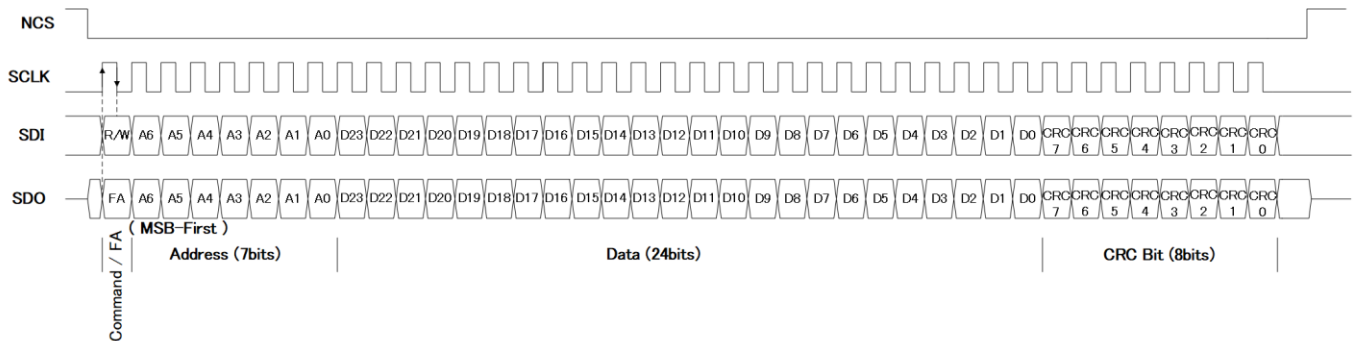 NCS
SCLK
SDI R/W A6 A5 A4 A3 A2 A1 A0 D23 D22 D21 D20 D19 D18 D17 D16 D15 D14 D13 D12 D11 D10 D9 D8 D7 D6 D5 D4 D3 D2 D1 D0 CRC 7 CRC 6 CRC 5 CRC 4 CRC 3 CRC 2 CRC 1 CRC 0
SDO FA A6 A5 A4 A3 A2 A1 A0 D23 D22 D21 D20 D19 D18 D17 D16 D15 D14 D13 D12 D11 D10 D9 D8 D7 D6 D5 D4 D3 D2 D1 D0 CRC 7 CRC 6 CRC 5 CRC 4 CRC 3 CRC 2 CRC 1 CRC 0
( MSB-First )
Command / FA
Address (7bits)
Data (24bits)
CRC Bit (8bits)